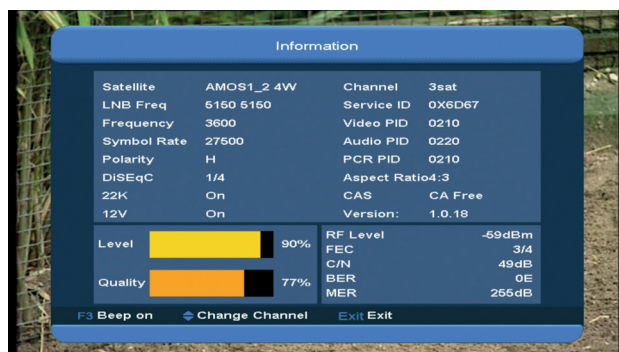 Information
Satellite AMOS1_2 4W Channel 3sat
LNB Freq 5150 5150 Service ID 0X6D67
Frequency 3600 Video PID 0210
Symbol Rate 27500 Audio PID 0220
Polarity H PCR PID 0210
DiSEqC 1/4 Aspect Ratio4:3
22K On CAS CA Free
12V On Version: 1.0.18
Level 90%
Quality 77%
RF Level -59dBm
FEC 3/4
C/N 49dB
BER 0E
MER 255dB
F3 Beep on Change Channel Exit Exit